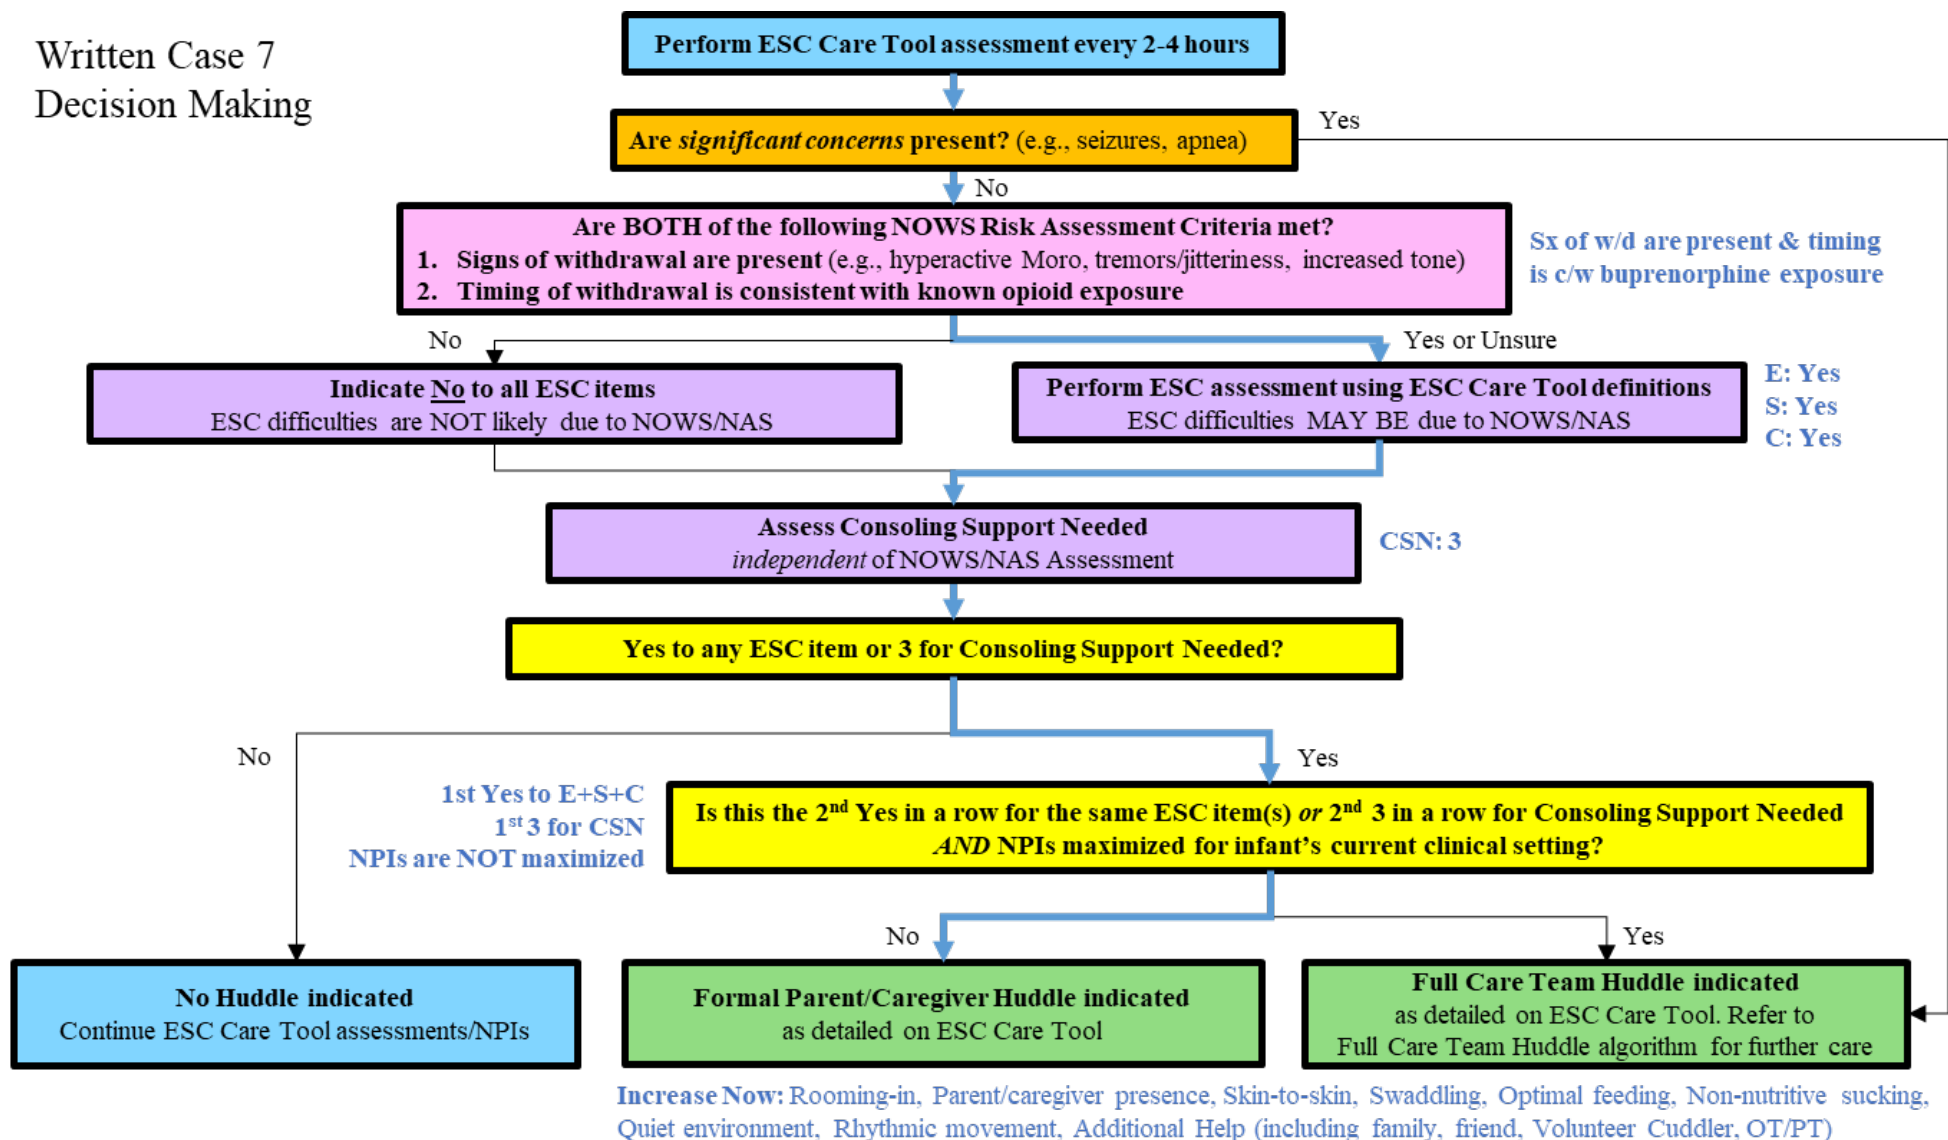 Written Case 7
Decision Making
Perform ESC Care Tool assessment every 2-4 hours
Are significant concerns present? (e.g., seizures, apnea)
Yes
No
Are BOTH of the following NOWS Risk Assessment Criteria met?
1. Signs of withdrawal are present (e.g., hyperactive Moro, tremors/jitteriness, increased tone)
2. Timing of withdrawal is consistent with known opioid exposure
Sx of w/d are present & timing
is c/w buprenorphine exposure
No
Yes or Unsure
Indicate No to all ESC items
ESC difficulties are NOT likely due to NOWS/NAS
Perform ESC assessment using ESC Care Tool definitions
ESC difficulties MAY BE due to NOWS/NAS
E: Yes
S: Yes
C: Yes
Assess Consoling Support Needed
independent of NOWS/NAS Assessment
CSN: 3
Yes to any ESC item or 3 for Consoling Support Needed?
No
Yes
1st Yes to E+S+C
1st 3 for CSN
NPIs are NOT maximized
Is this the 2nd Yes in a row for the same ESC item(s) or 2nd 3 in a row for Consoling Support Needed
AND NPIs maximized for infant's current clinical setting?
No
Yes
No Huddle indicated
Continue ESC Care Tool assessments/NPIs
Formal Parent/Caregiver Huddle indicated
as detailed on ESC Care Tool
Full Care Team Huddle indicated
as detailed on ESC Care Tool. Refer to
Full Care Team Huddle algorithm for further care
Increase Now: Rooming-in, Parent/caregiver presence, Skin-to-skin, Swaddling, Optimal feeding, Non-nutritive sucking,
Quiet environment, Rhythmic movement, Additional Help (including family, friend, Volunteer Cuddler, OT/PT)